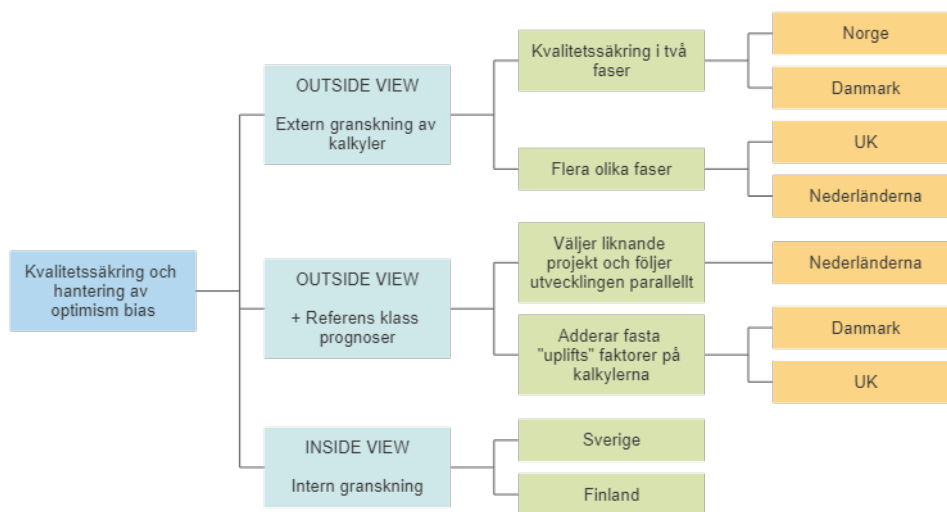 Kvalitetssäkring och
hantering av
optimism bias
OUTSIDE VIEW
Extern granskning av
kalkyler
Kvalitetssäkring i två
faser
Norge
Danmark
Flera olika faser
UK
Nederländerna
OUTSIDE VIEW
+ Referens klass
prognoser
Väljer liknande
projekt och följer
utvecklingen parallellt
Nederländerna
Adderar fasta
"uplifts" faktorer på
kalkylerna
Danmark
UK
INSIDE VIEW
Intern granskning
Sverige
Finland